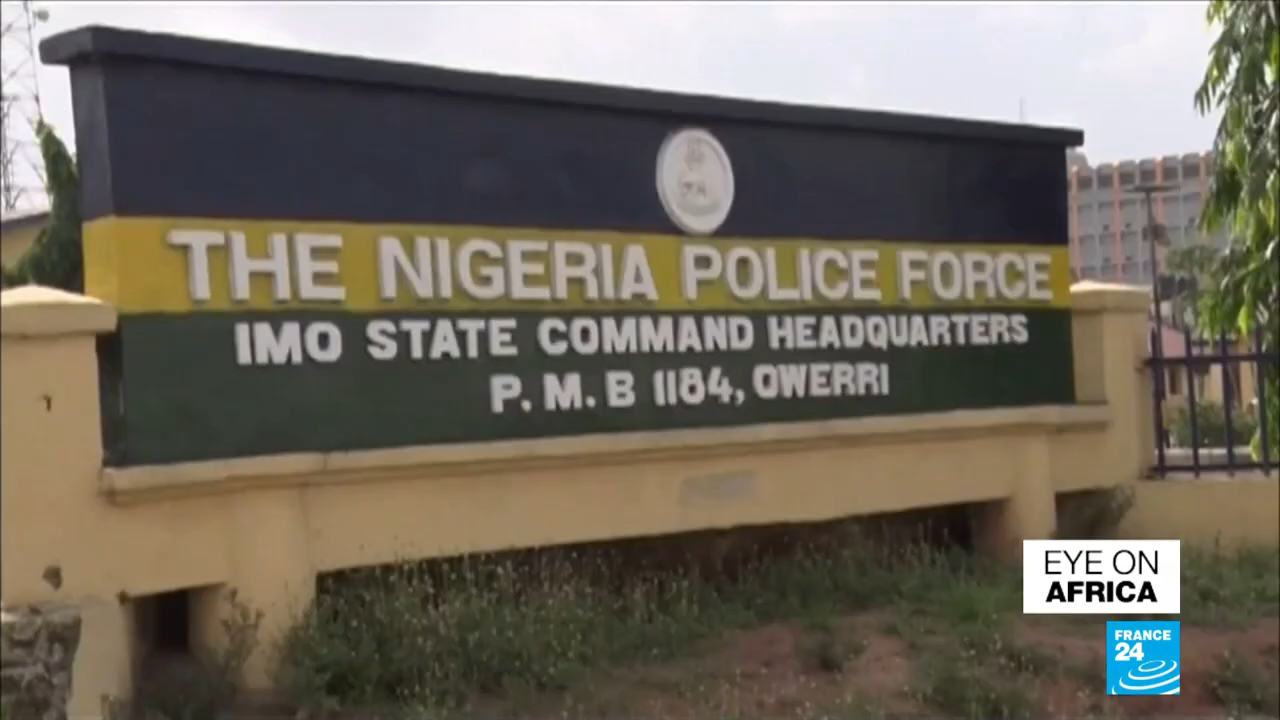 THE NIGERIA POLICE FORCE
IMO STATE COMMAND HEADQUARTERS
P. M. B 1184, OWERRI
EYE ON
AFRICA
FRANCE
24